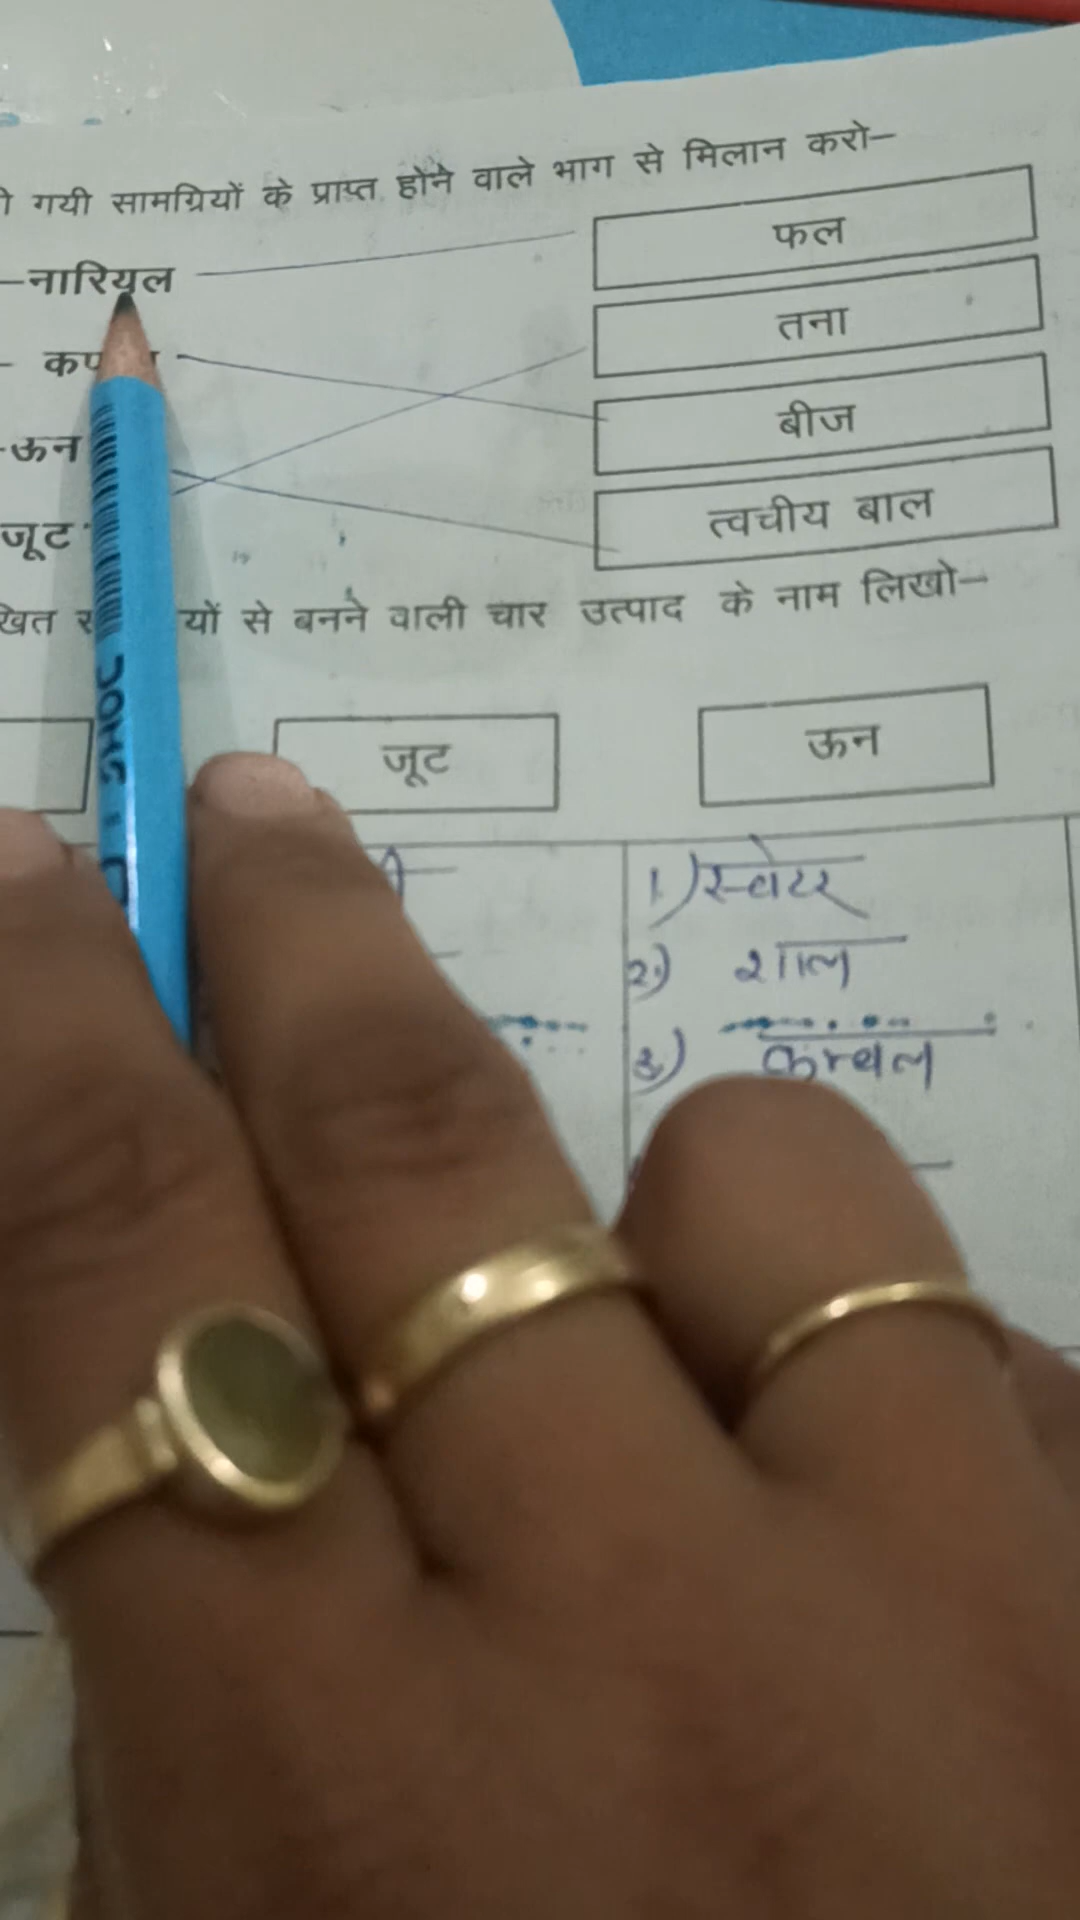 गयी सामग्रियों के प्राप्त होने वाले भाग से मिलान करो–
–नारियल
फल
तना
ऊन
बीज
जूट
त्वचीय बाल
यों से बनने वाली चार उत्पाद के नाम लिखो–
जूट
ऊन
1.) स्वेटर
2.) शाल
3.) कम्बल